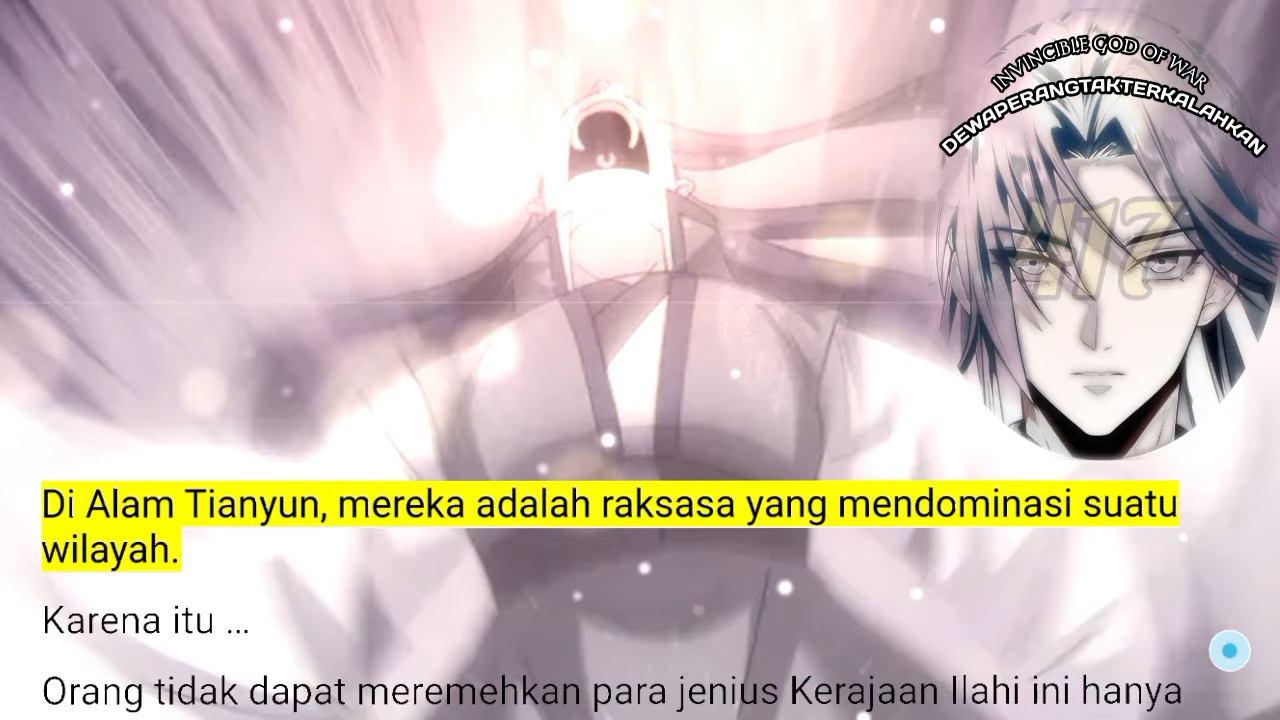 INVINCIBLE GOD OF WAR
DEWAPERANGTAKTERKALAHKAN
417
Di Alam Tianyun, mereka adalah raksasa yang mendominasi suatu
wilayah.
Karena itu ...
Orang tidak dapat meremehkan para jenius Kerajaan Ilahi ini hanya